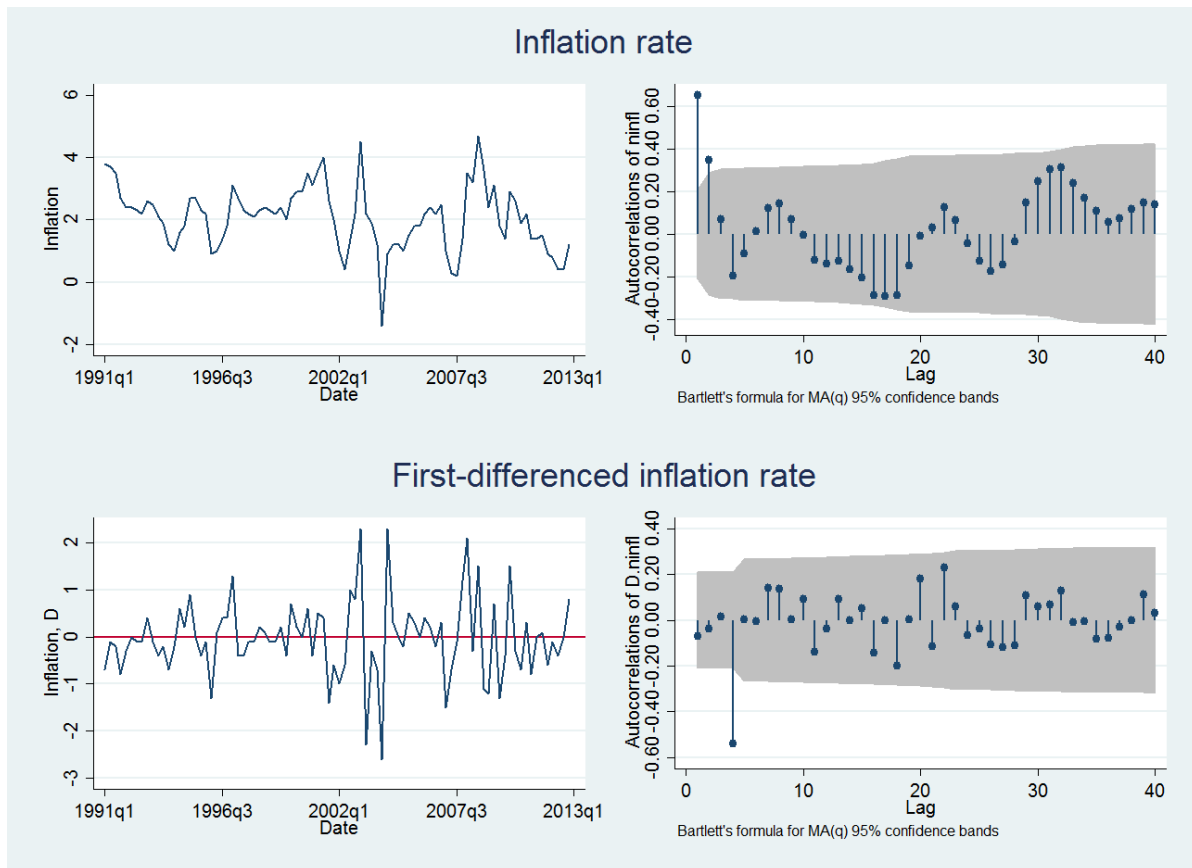 Inflation rate
Inflation
6
4
2
0
-2
1991q1 1996q3 2002q1 2007q3 2013q1
Date
Autocorrelations of ninfl
0.60
0.40
0.20
0.00
-0.20
-0.40
0 10 20 30 40
Lag
Bartlett's formula for MA(q) 95% confidence bands
First-differenced inflation rate
Inflation, D
2
1
0
-1
-2
-3
1991q1 1996q3 2002q1 2007q3 2013q1
Date
Autocorrelations of D.ninfl
0.40
0.20
0.00
-0.20
-0.40
-0.60
0 10 20 30 40
Lag
Bartlett's formula for MA(q) 95% confidence bands